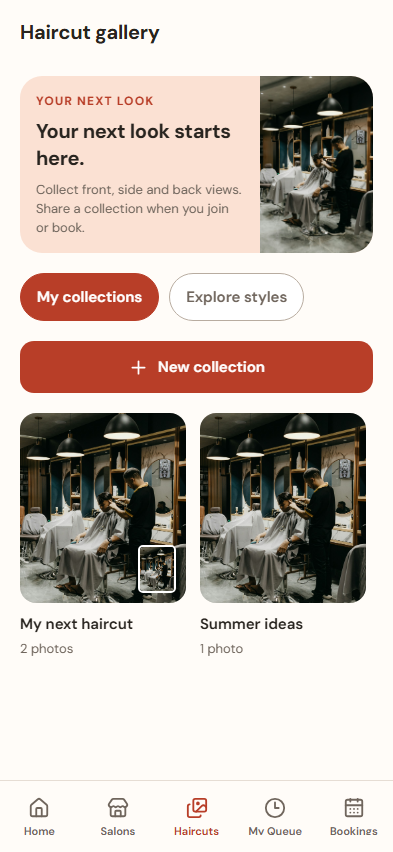 Haircut gallery
YOUR NEXT LOOK
Your next look starts
here.
Collect front, side and back views.
Share a collection when you join
or book.
My collections
Explore styles
New collection
My next haircut
2 photos
Summer ideas
1 photo
Home
Salons
Haircuts
My Queue
Bookings